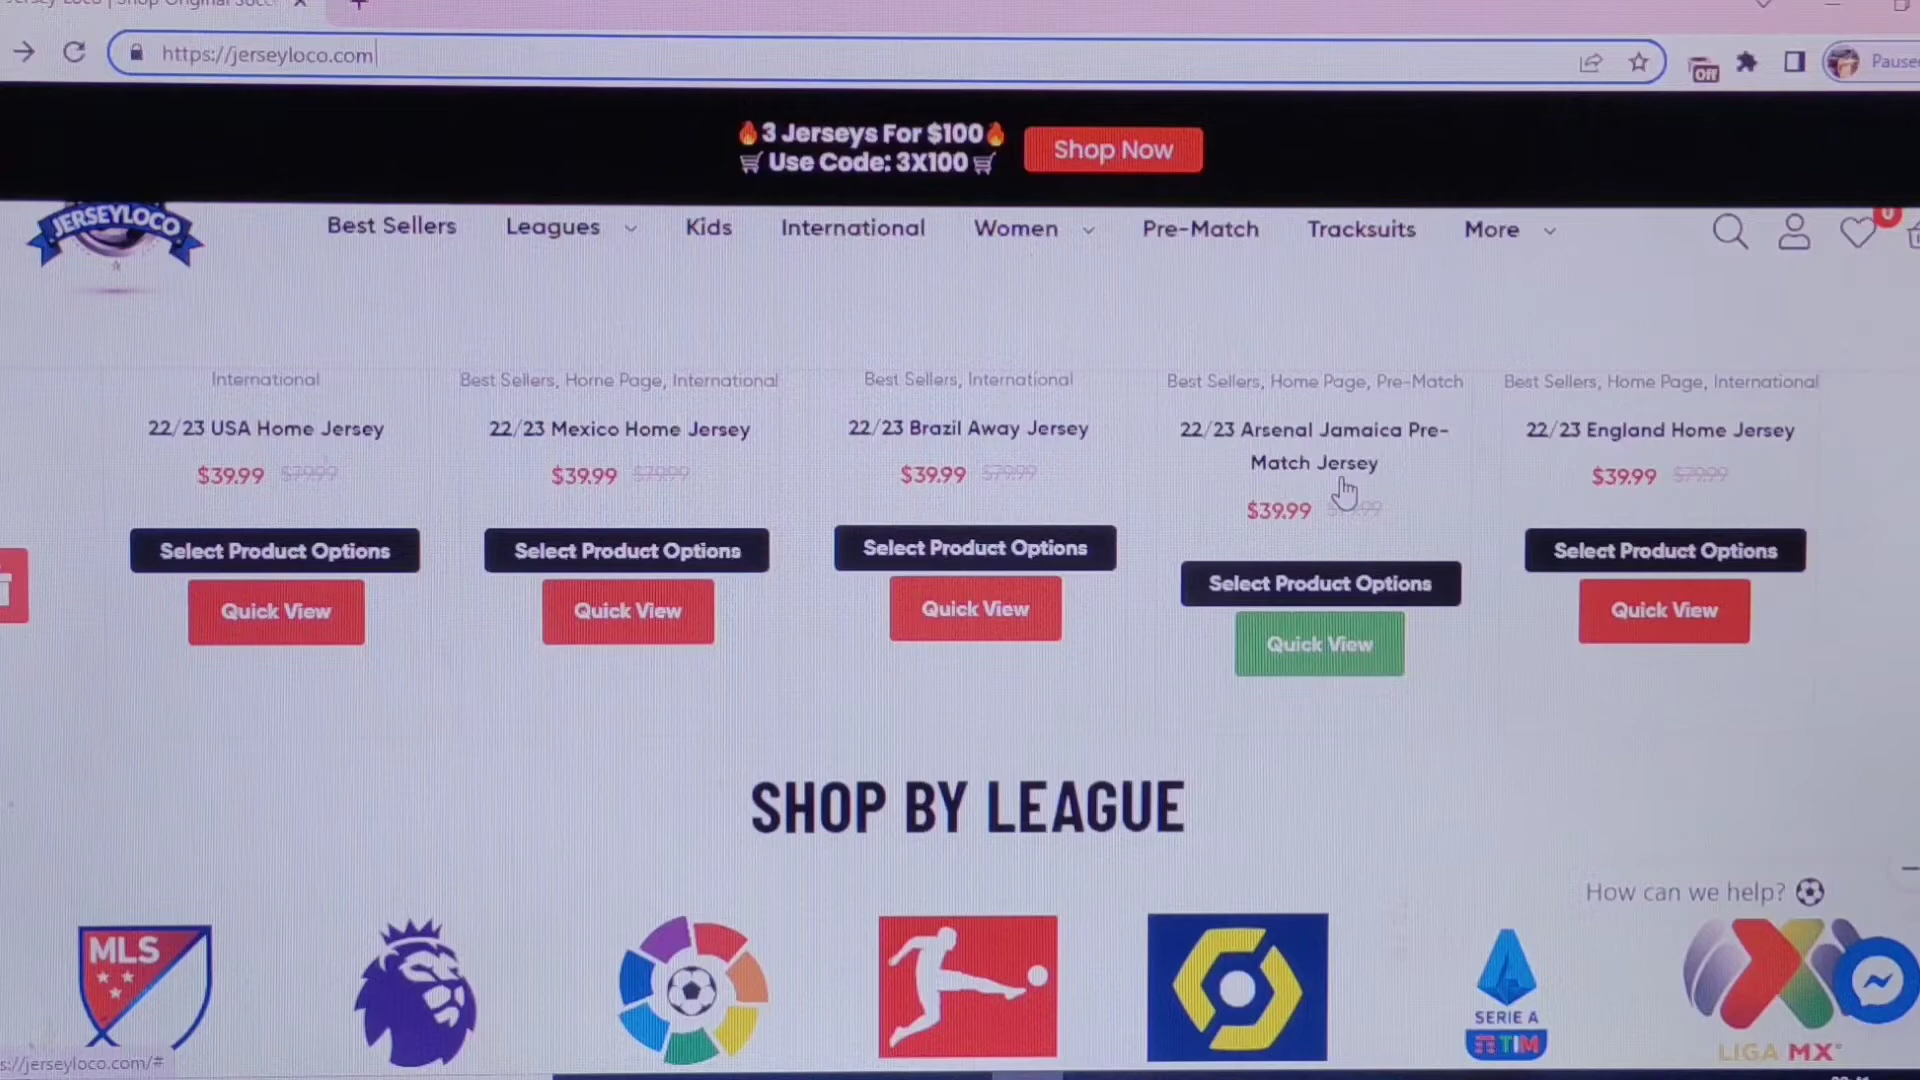 https://jerseyloco.com
Off
🔥3 Jerseys For $100🔥
🛒 Use Code: 3X100 🛒
Shop Now
JERSEYLOCO
Best Sellers
Leagues
Kids
International
Women
Pre-Match
Tracksuits
More
0
International
22/23 USA Home Jersey
$39.99 $79.99
Select Product Options
Quick View
Best Sellers, Home Page, International
22/23 Mexico Home Jersey
$39.99 $79.99
Select Product Options
Quick View
Best Sellers, International
22/23 Brazil Away Jersey
$39.99 $79.99
Select Product Options
Quick View
Best Sellers, Home Page, Pre-Match
22/23 Arsenal Jamaica Pre-
Match Jersey
$39.99
Select Product Options
Quick View
Best Sellers, Home Page, International
22/23 England Home Jersey
$39.99 $79.99
Select Product Options
Quick View
SHOP BY LEAGUE
How can we help?
MLS
SERIE A
TIM
LIGA MX
s://jerseyloco.com/#